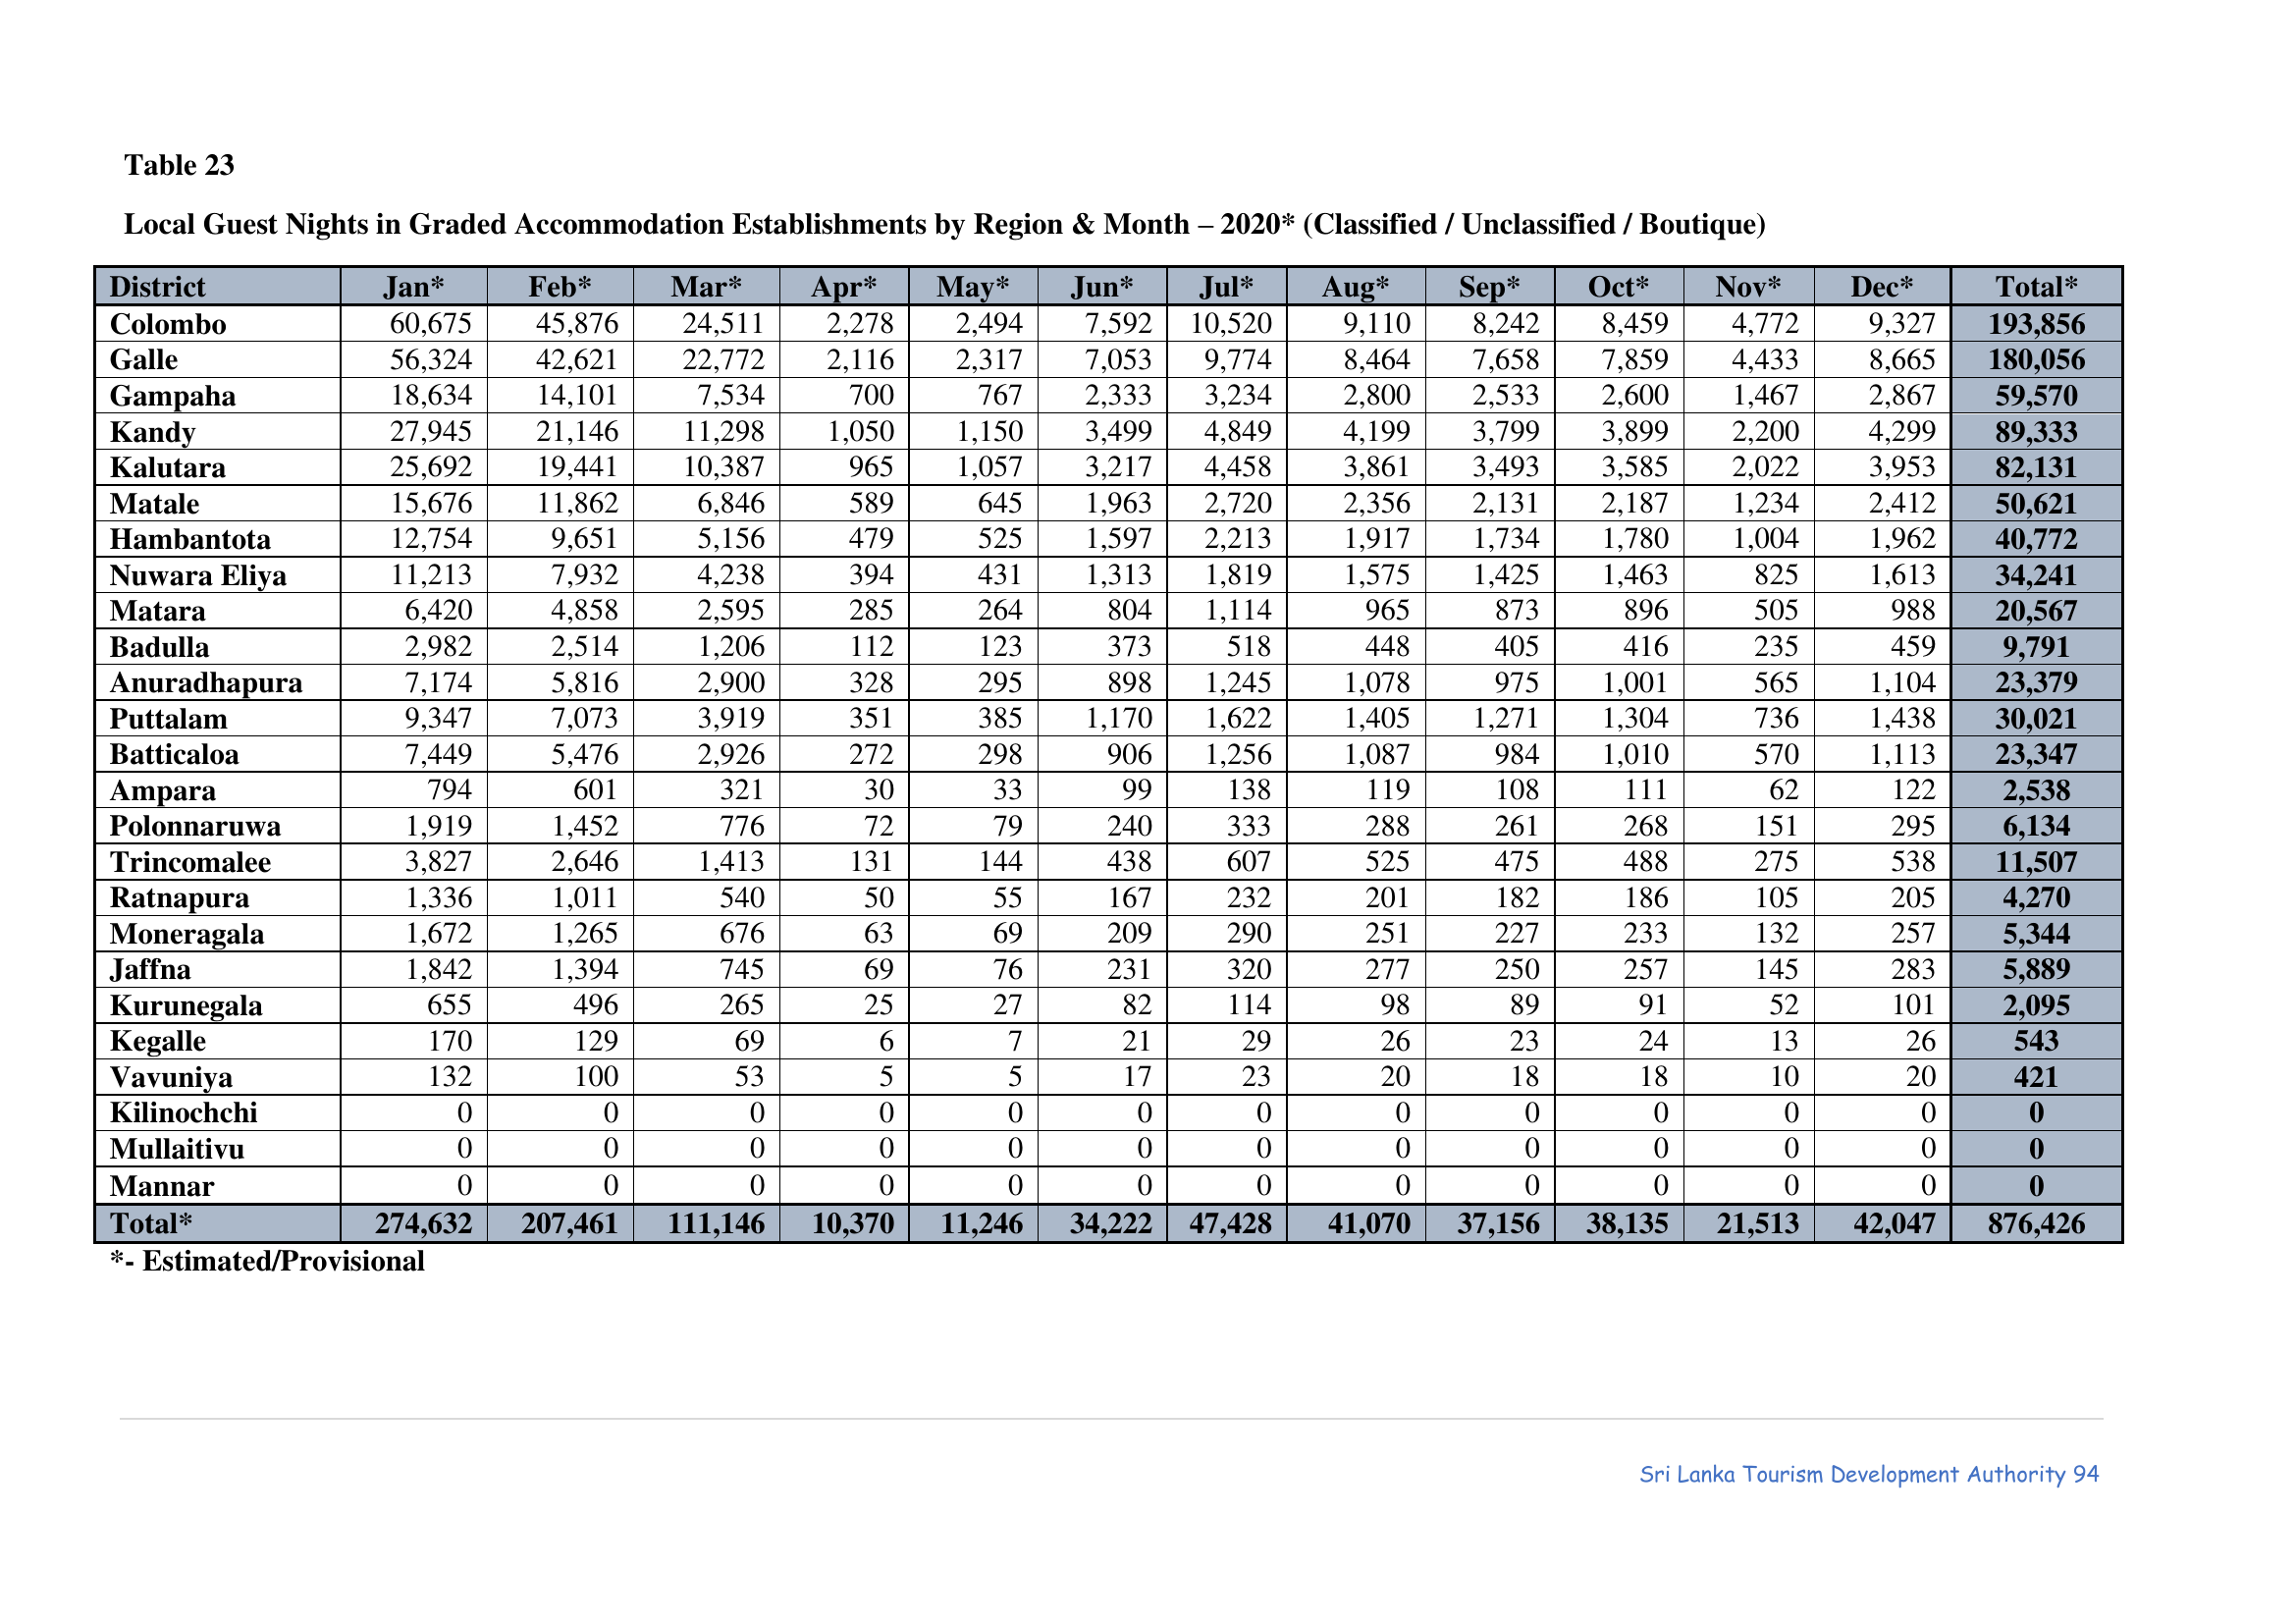 Table 23
Local Guest Nights in Graded Accommodation Establishments by Region & Month – 2020* (Classified / Unclassified / Boutique)
District Jan* Feb* Mar* Apr* May* Jun* Jul* Aug* Sep* Oct* Nov* Dec* Total*
Colombo 60,675 45,876 24,511 2,278 2,494 7,592 10,520 9,110 8,242 8,459 4,772 9,327 193,856
Galle 56,324 42,621 22,772 2,116 2,317 7,053 9,774 8,464 7,658 7,859 4,433 8,665 180,056
Gampaha 18,634 14,101 7,534 700 767 2,333 3,234 2,800 2,533 2,600 1,467 2,867 59,570
Kandy 27,945 21,146 11,298 1,050 1,150 3,499 4,849 4,199 3,799 3,899 2,200 4,299 89,333
Kalutara 25,692 19,441 10,387 965 1,057 3,217 4,458 3,861 3,493 3,585 2,022 3,953 82,131
Matale 15,676 11,862 6,846 589 645 1,963 2,720 2,356 2,131 2,187 1,234 2,412 50,621
Hambantota 12,754 9,651 5,156 479 525 1,597 2,213 1,917 1,734 1,780 1,004 1,962 40,772
Nuwara Eliya 11,213 7,932 4,238 394 431 1,313 1,819 1,575 1,425 1,463 825 1,613 34,241
Matara 6,420 4,858 2,595 285 264 804 1,114 965 873 896 505 988 20,567
Badulla 2,982 2,514 1,206 112 123 373 518 448 405 416 235 459 9,791
Anuradhapura 7,174 5,816 2,900 328 295 898 1,245 1,078 975 1,001 565 1,104 23,379
Puttalam 9,347 7,073 3,919 351 385 1,170 1,622 1,405 1,271 1,304 736 1,438 30,021
Batticaloa 7,449 5,476 2,926 272 298 906 1,256 1,087 984 1,010 570 1,113 23,347
Ampara 794 601 321 30 33 99 138 119 108 111 62 122 2,538
Polonnaruwa 1,919 1,452 776 72 79 240 333 288 261 268 151 295 6,134
Trincomalee 3,827 2,646 1,413 131 144 438 607 525 475 488 275 538 11,507
Ratnapura 1,336 1,011 540 50 55 167 232 201 182 186 105 205 4,270
Moneragala 1,672 1,265 676 63 69 209 290 251 227 233 132 257 5,344
Jaffna 1,842 1,394 745 69 76 231 320 277 250 257 145 283 5,889
Kurunegala 655 496 265 25 27 82 114 98 89 91 52 101 2,095
Kegalle 170 129 69 6 7 21 29 26 23 24 13 26 543
Vavuniya 132 100 53 5 5 17 23 20 18 18 10 20 421
Kilinochchi 0 0 0 0 0 0 0 0 0 0 0 0 0
Mullaitivu 0 0 0 0 0 0 0 0 0 0 0 0 0
Mannar 0 0 0 0 0 0 0 0 0 0 0 0 0
Total* 274,632 207,461 111,146 10,370 11,246 34,222 47,428 41,070 37,156 38,135 21,513 42,047 876,426
*- Estimated/Provisional
Sri Lanka Tourism Development Authority 94